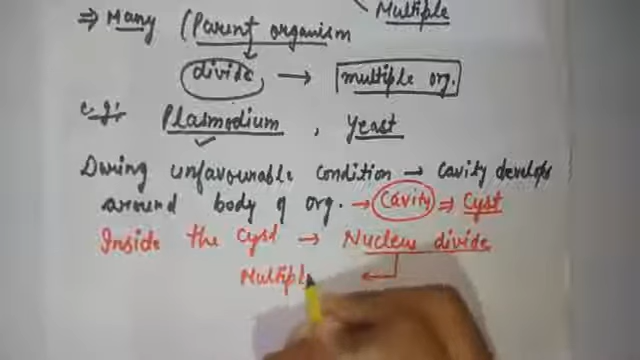 Multiple
⇒ Many (Parent organism
divide → multiple org.
e.g: Plasmodium , Yeast
During unfavourable condition → Cavity develops
around body of org. → Cavity ⇒ Cyst
Inside the Cyst → Nucleus divide
Multipl